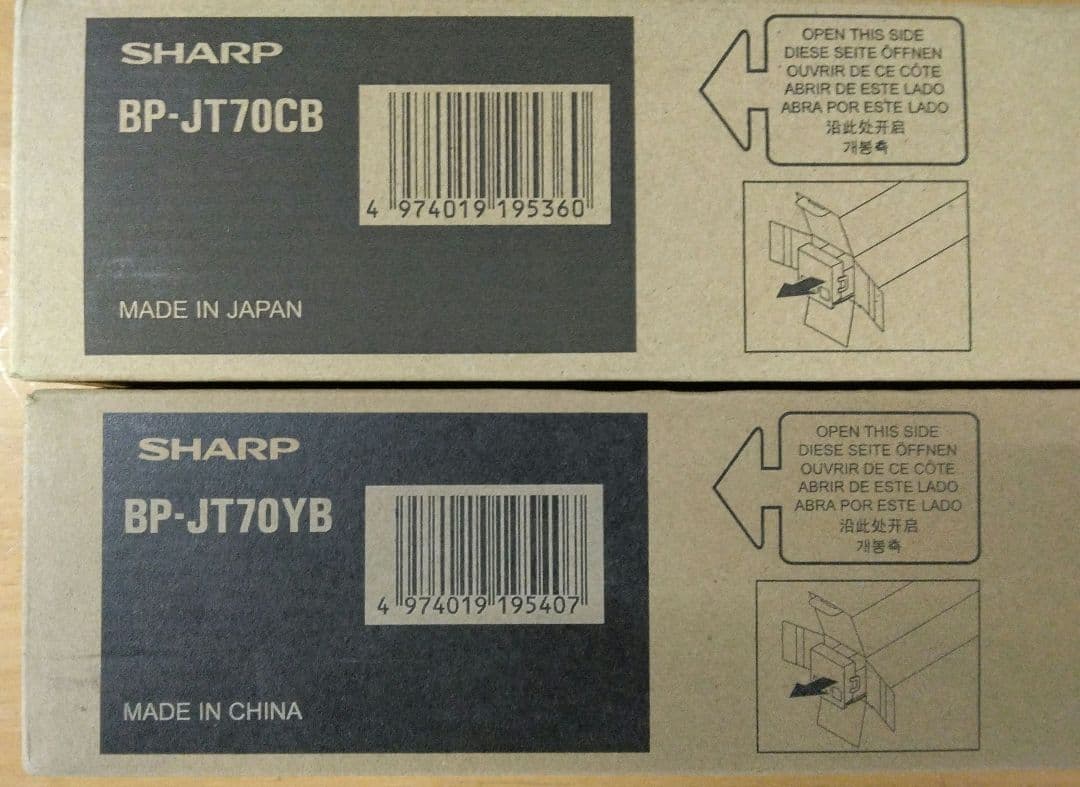 SHARP
BP-JT70CB
4 974019 195360
MADE IN JAPAN
OPEN THIS SIDE
DIESE SEITE ÖFFNEN
OUVRIR DE CE CÔTE
ABRIR DE ESTE LADO
ABRA POR ESTE LADO
沿此处开启
개봉측
SHARP
BP-JT70YB
4 974019 195407
MADE IN CHINA
OPEN THIS SIDE
DIESE SEITE ÖFFNEN
OUVRIR DE CE CÔTE
ABRIR DE ESTE LADO
ABRA POR ESTE LADO
沿此处开启
개봉측